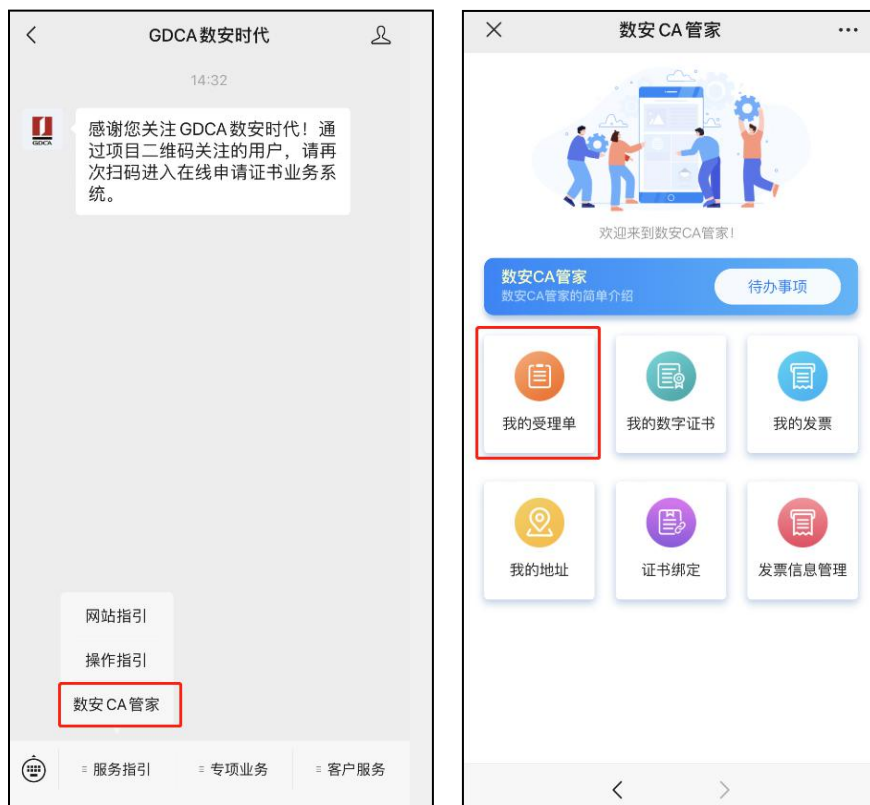 GDCA数安时代
14:32
GDCA
感谢您关注GDCA数安时代！通
过项目二维码关注的用户，请再
次扫码进入在线申请证书业务系
统。
网站指引
操作指引
数安CA管家
服务指引
专项业务
客户服务
数安CA管家
欢迎来到数安CA管家!
数安CA管家
数安CA管家的简单介绍
待办事项
我的受理单
我的数字证书
我的发票
我的地址
证书绑定
发票信息管理